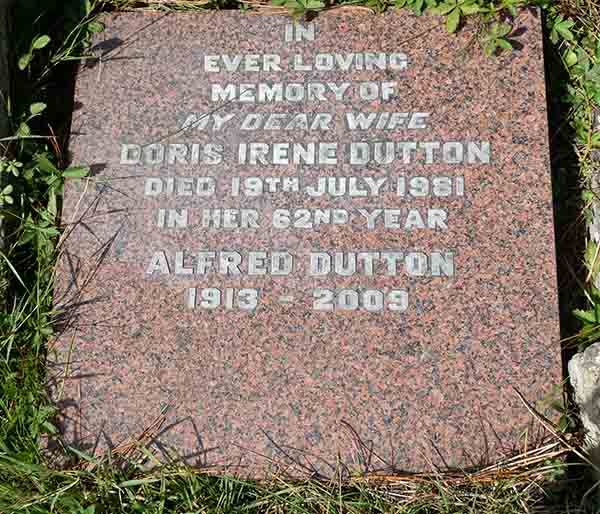 IN
EVER LOVING
MEMORY OF
MY DEAR WIFE
DORIS IRENE DUTTON
DIED 19TH JULY 1981
IN HER 62ND YEAR
ALFRED DUTTON
1913 - 2003